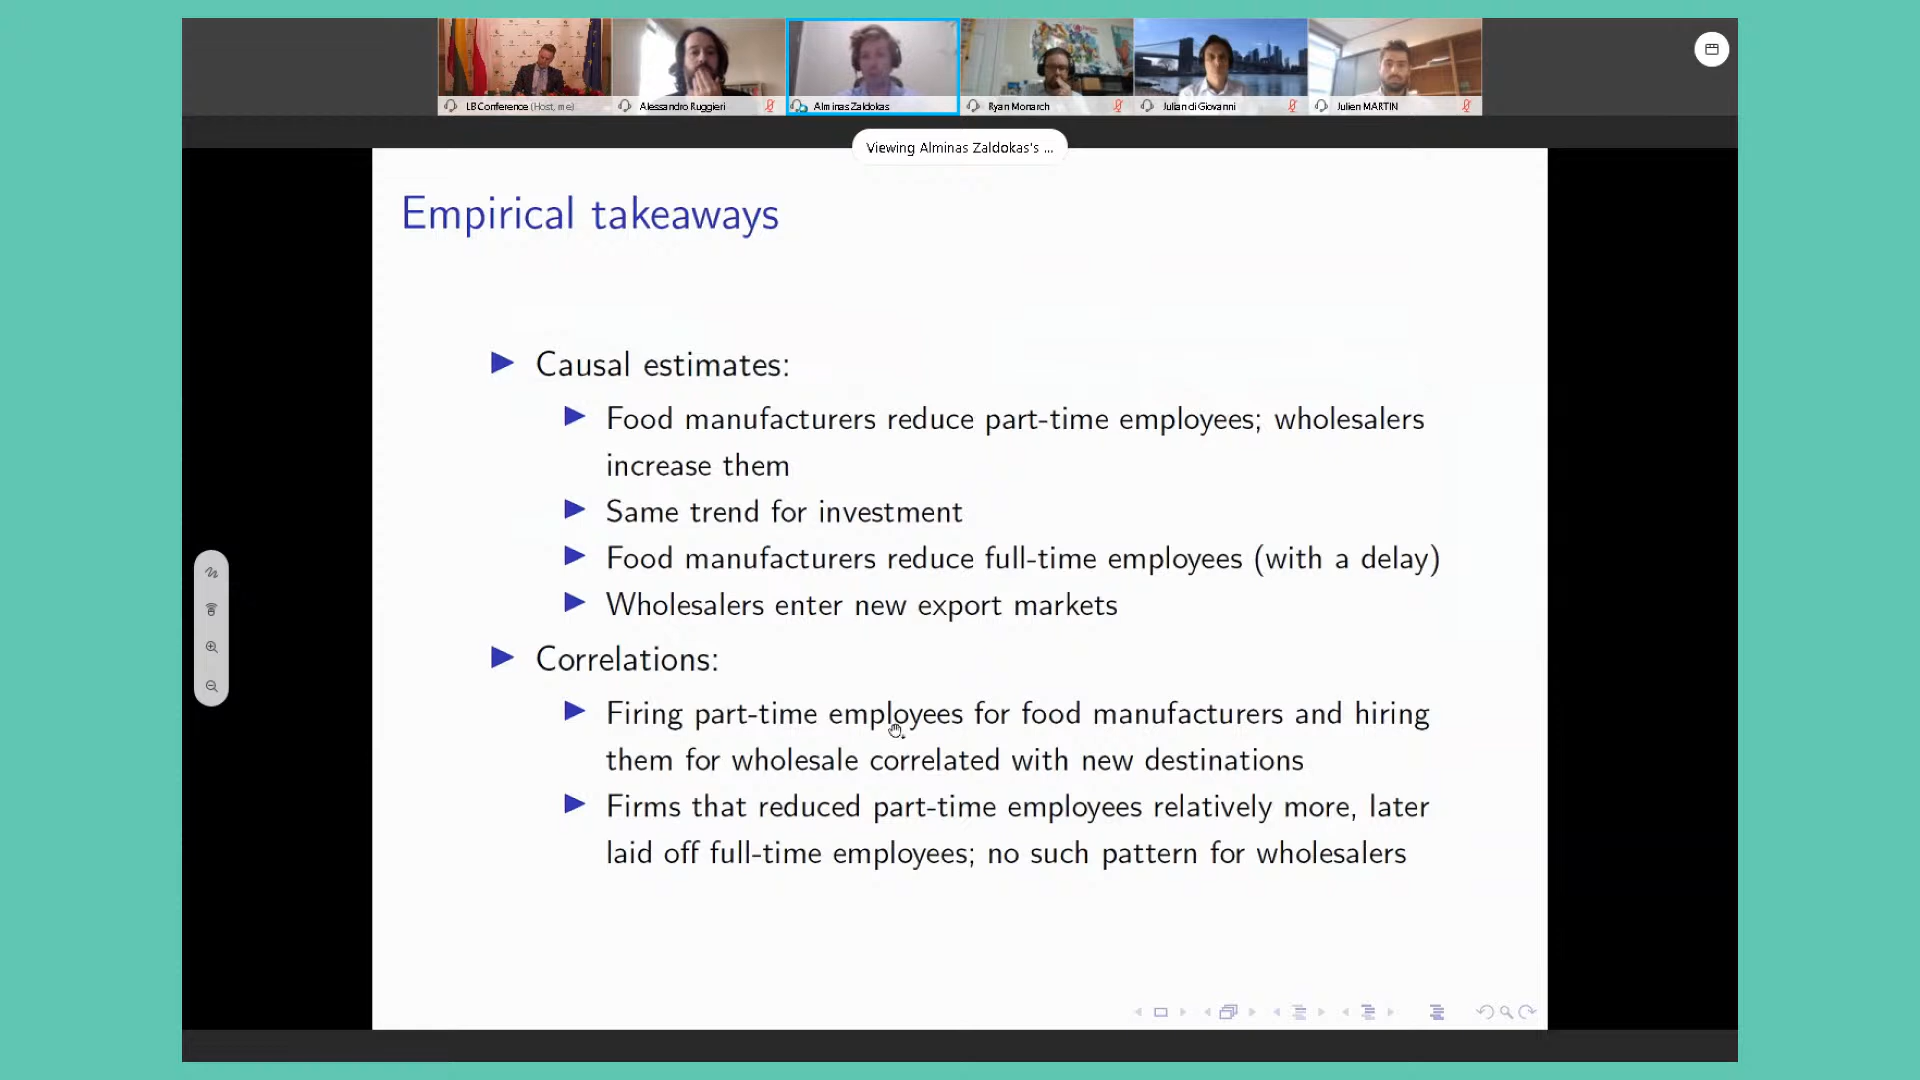 LB Conference (Host, me)
Alessandro Ruggieri
Alminas Zaldokas
Ryan Monarch
Julian di Giovanni
Julien MARTIN
Viewing Alminas Zaldokas's ...
Empirical takeaways
Causal estimates:
Food manufacturers reduce part-time employees; wholesalers
increase them
Same trend for investment
Food manufacturers reduce full-time employees (with a delay)
Wholesalers enter new export markets
Correlations:
Firing part-time employees for food manufacturers and hiring
them for wholesale correlated with new destinations
Firms that reduced part-time employees relatively more, later
laid off full-time employees; no such pattern for wholesalers